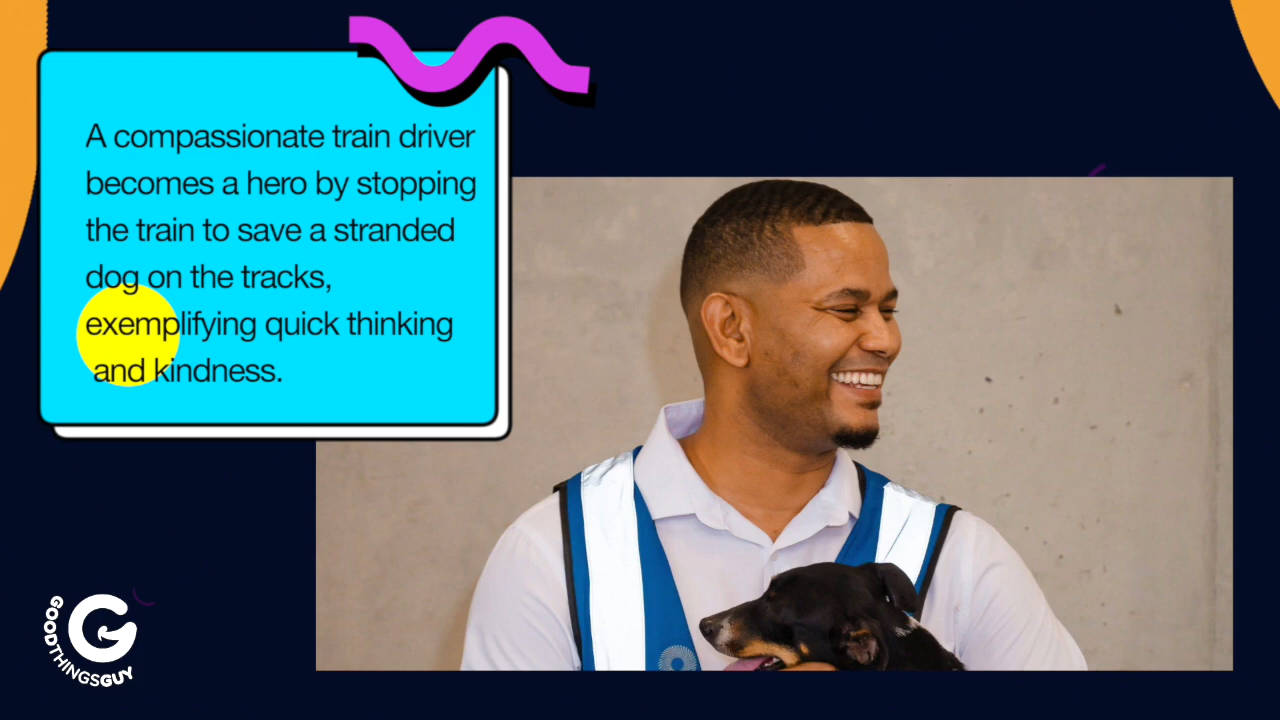 A compassionate train driver
becomes a hero by stopping
the train to save a stranded
dog on the tracks,
exemplifying quick thinking
and kindness.
GOODTHINGSGUY